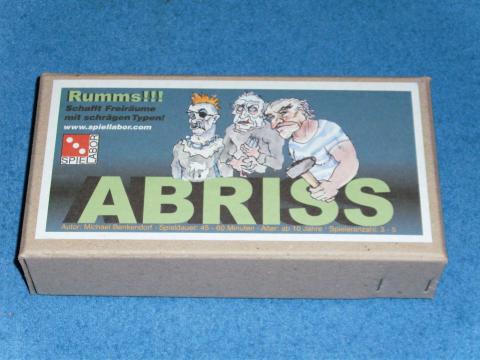 Rumms!!!
Schafft Freiräume
mit schrägen Typen!
www.spiellabor.com
SPIEL
LABOR
ABRISS
Autor: Michael Benkendorf · Spieldauer: 45 - 60 Minuten · Alter: ab 10 Jahre · Spieleranzahl: 3 - 5